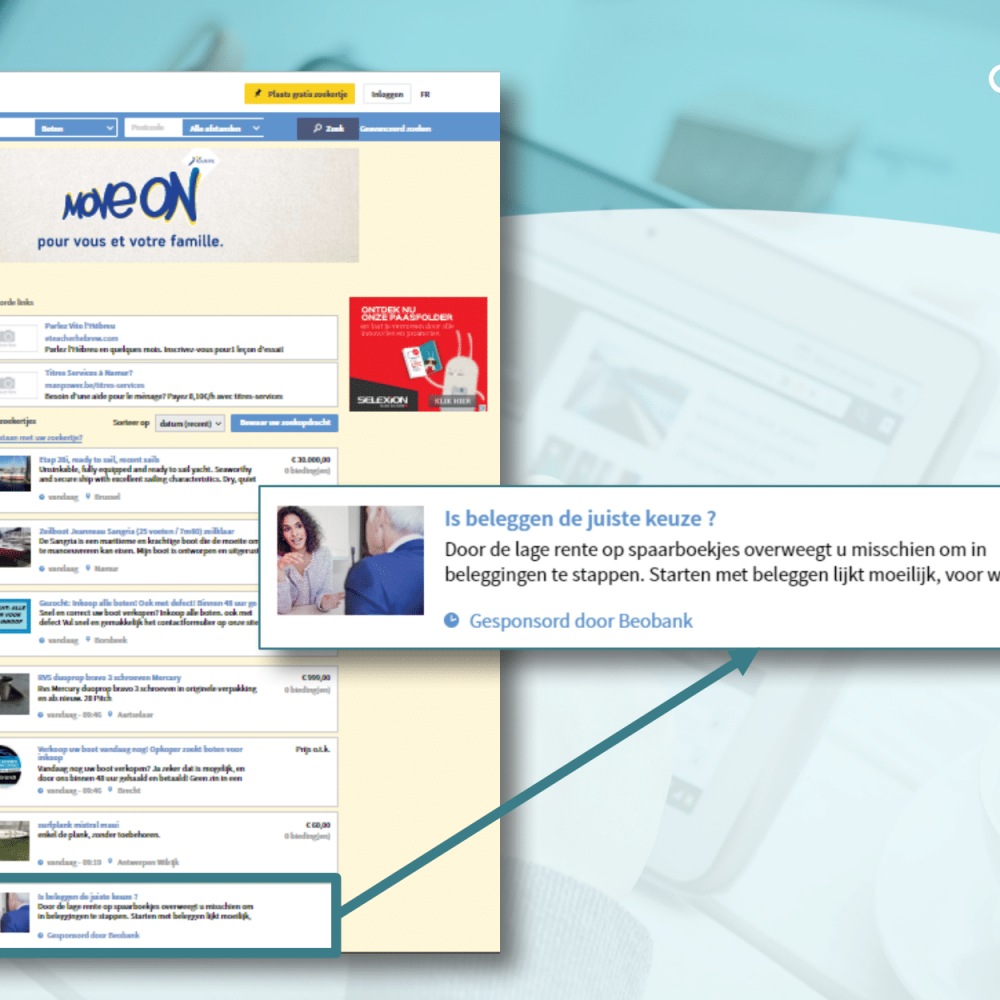 Plaats gratis zoekertje
Inloggen
FR
Boten
Postcode
Alle afstanden
Zoek
Geavanceerd zoeken
MOVE ON
pour vous et votre famille.
orde links
Parlez Vite l'Hébreu
eteacherhebrew.com
Parlez l'Hébreu en quelques mois. Inscrivez-vous pour1 leçon d'essai!
Titres Services à Namur?
manpower.be/titres-services
Besoin d'une aide pour le ménage? Payez 8,10€/h avec titres-services
ONTDEK NU
ONZE PAASFOLDER
SELEXION
KLIK HIER
zoekertjes
Sorteer op
datum (recent)
Bewaar uw zoekopdracht
staan met uw zoekertje?
Etap 28i, ready to sail, recent sails
€ 30.000,00
Unsinkable, fully equipped and ready to sail yacht. Seaworthy
0 bieding(en)
and secure ship with excellent sailing characteristics. Dry, quiet
vandaag
Brussel
Zeilboot Jeanneau Sangria (25 voeten / 7m60) milklaar
De Sangria is een maritieme en krachtige boot die de moeite om
te manoeuvreren kan eisen. Mijn boot is ontworpen en uitgerust
vandaag
Namur
Gezocht: Inkoop alle boten! Ook met defect! Binnen 48 uur ge
Snel en correct uw boot verkopen? Inkoop alle boten. ook met
defect Vul snel en gemakkelijk het contactformulier op onze site
vandaag
Borsbeek
Is beleggen de juiste keuze ?
Door de lage rente op spaarboekjes overweegt u misschien om in
beleggingen te stappen. Starten met beleggen lijkt moeilijk, voor w
Gesponsord door Beobank
RVS duoprop bravo 3 schroeven Mercury
€ 999,00
Rvs Mercury duoprop bravo 3 schroeven in originele verpakking
0 bieding(en)
en als nieuw. 28 Pitch
vandaag - 09:46
Aartselaar
Verkoop uw boot vandaag nog! Opkoper zoekt boten voor
Prijs o.t.k.
inkoop
Vandaag nog uw boot verkopen? Ja zeker dat is mogelijk, en
door ons binnen 48 uur gehaald en betaald! Geen zin in een
vandaag - 09:46
Brecht
surfplank mistral maui
€ 60,00
enkel de plank, zonder toebehoren.
0 bieding(en)
vandaag - 09:19
Antwerpen Wilrijk
Is beleggen de juiste keuze ?
Door de lage rente op spaarboekjes overweegt u misschien om
in beleggingen te stappen. Starten met beleggen lijkt moeilijk,
Gesponsord door Beobank